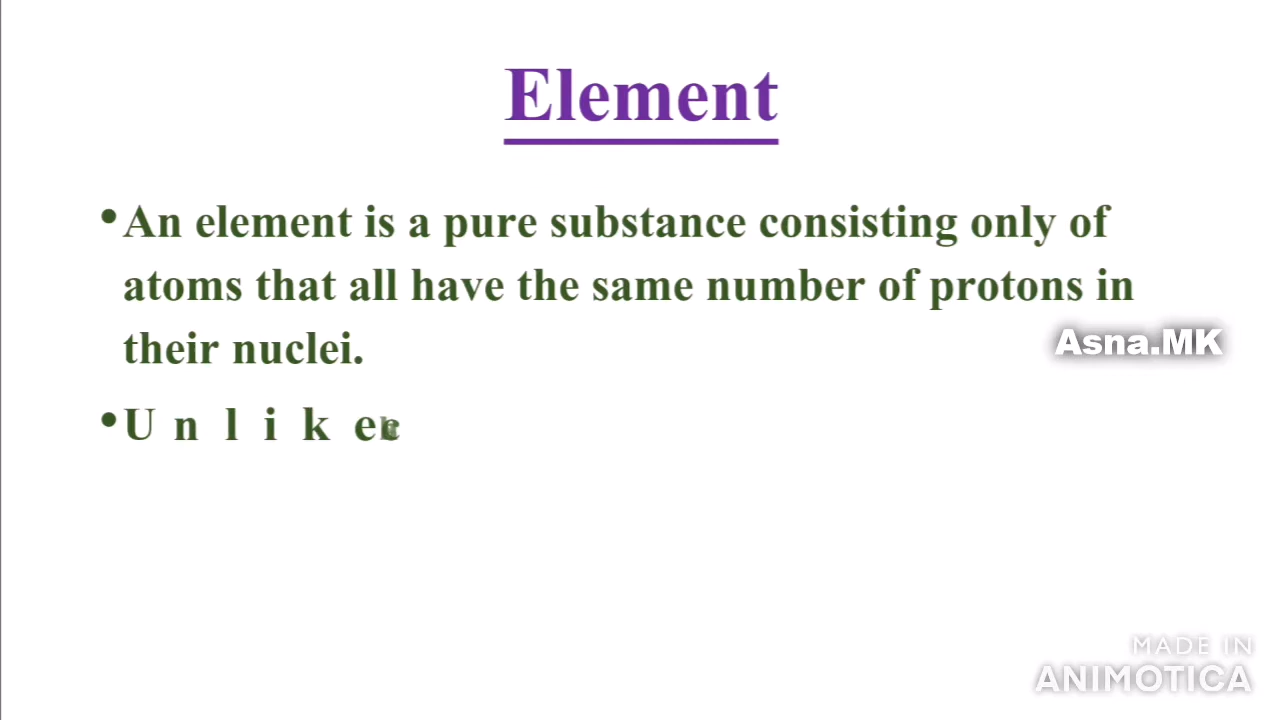 Element
•An element is a pure substance consisting only of
atoms that all have the same number of protons in
their nuclei.
Asna.MK
•Unlike
MADE IN
ANIMOTICA